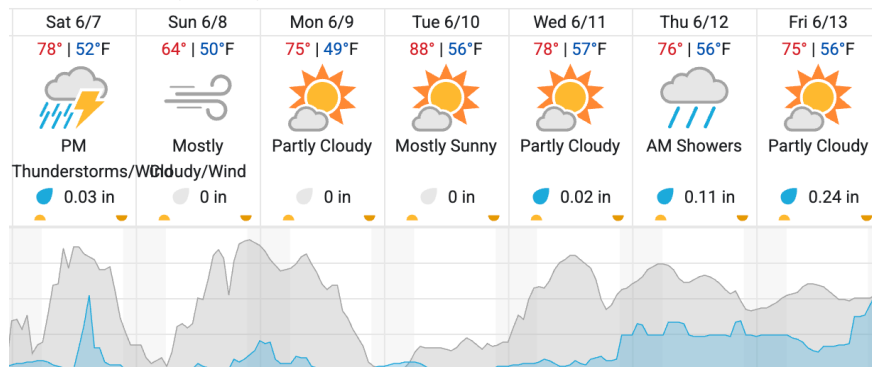 Sat 6/7 Sun 6/8 Mon 6/9 Tue 6/10 Wed 6/11 Thu 6/12 Fri 6/13
78° | 52°F 64° | 50°F 75° | 49°F 88° | 56°F 78° | 57°F 76° | 56°F 75° | 56°F
PM Mostly Partly Cloudy Mostly Sunny Partly Cloudy AM Showers Partly Cloudy
Thunderstorms/Wind Cloudy/Wind
0.03 in 0 in 0 in 0 in 0.02 in 0.11 in 0.24 in